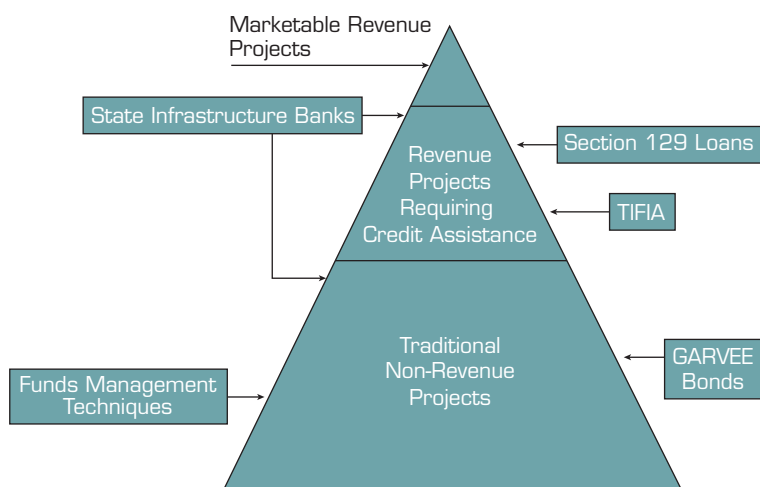 Marketable Revenue
Projects
State Infrastructure Banks
Section 129 Loans
Revenue
Projects
Requiring
Credit Assistance
TIFIA
Traditional
Non-Revenue
Projects
GARVEE
Bonds
Funds Management
Techniques